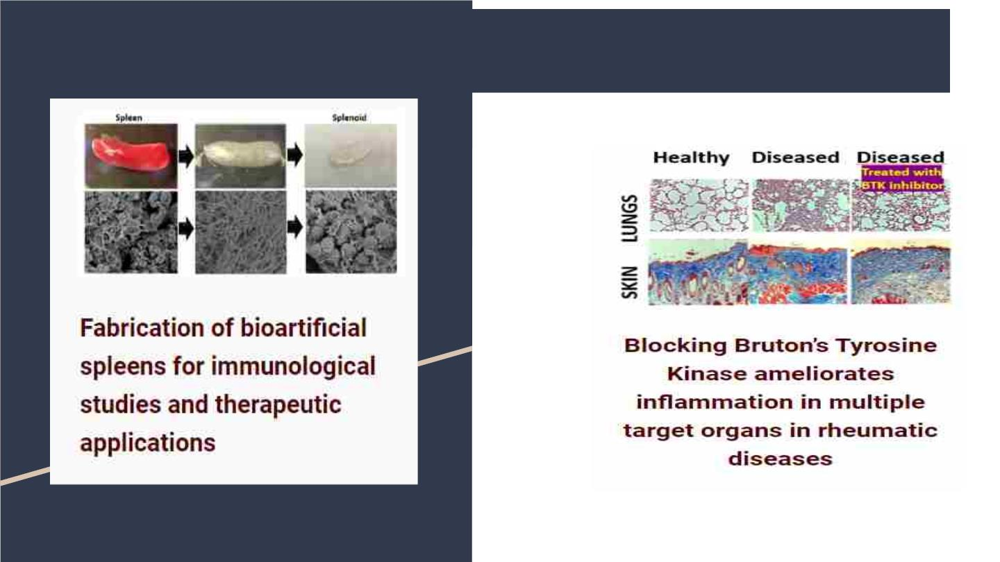 Spleen
Splenoid
Fabrication of bioartificial
spleens for immunological
studies and therapeutic
applications
Healthy
Diseased
Diseased
Treated with
BTK inhibitor
LUNGS
SKIN
Blocking Bruton’s Tyrosine
Kinase ameliorates
inflammation in multiple
target organs in rheumatic
diseases